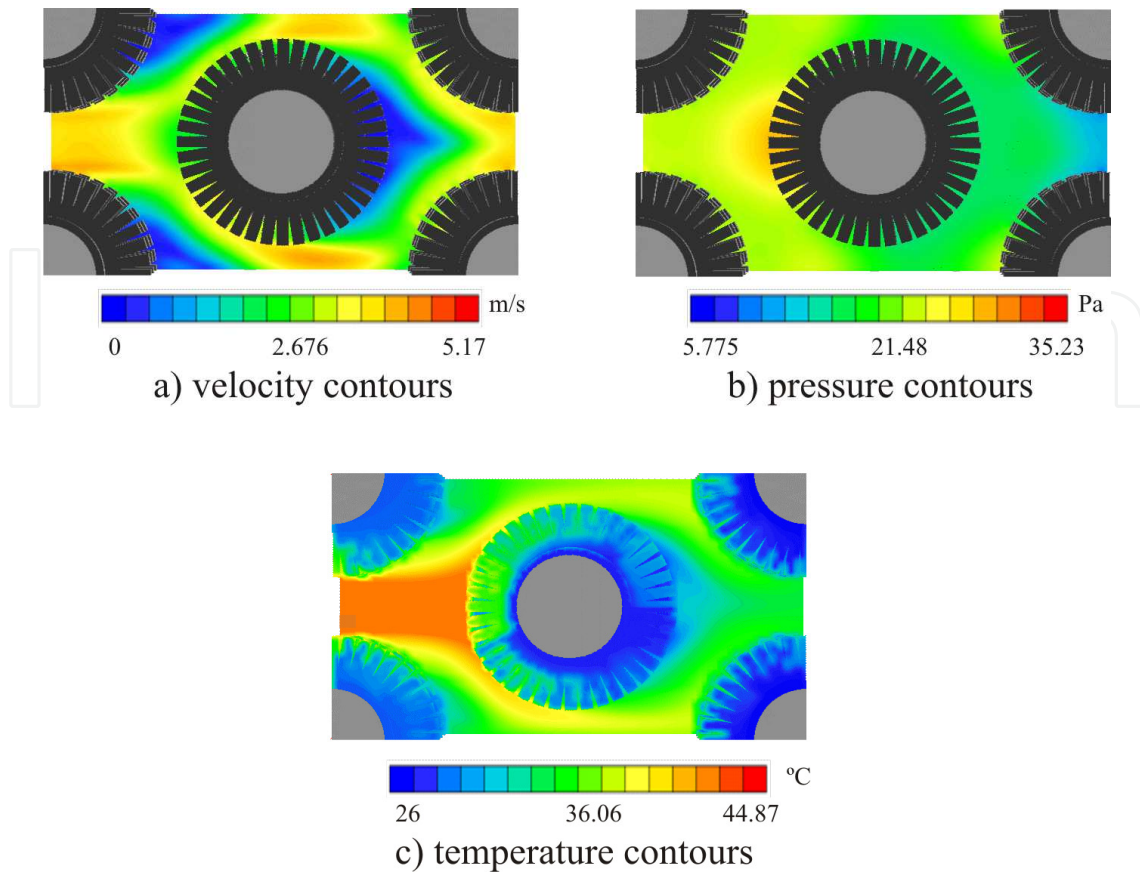 m/s
0 2.676 5.17
a) velocity contours
Pa
5.775 21.48 35.23
b) pressure contours
ºC
26 36.06 44.87
c) temperature contours